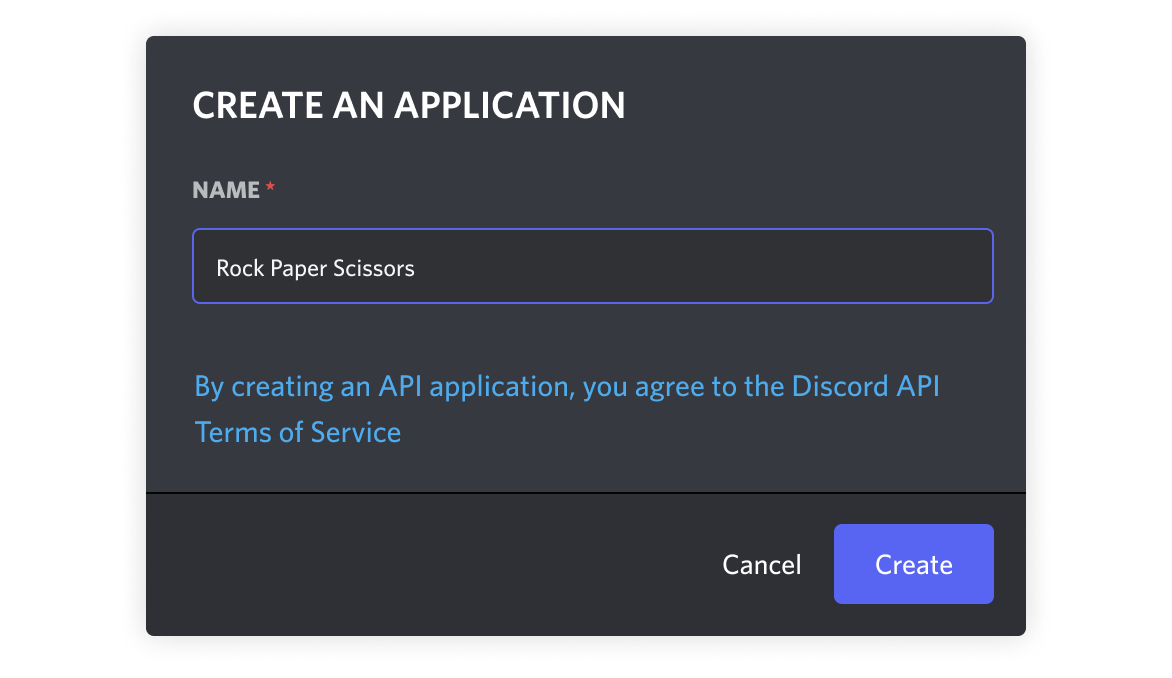 CREATE AN APPLICATION
NAME *
Rock Paper Scissors
By creating an API application, you agree to the Discord API
Terms of Service
Cancel
Create